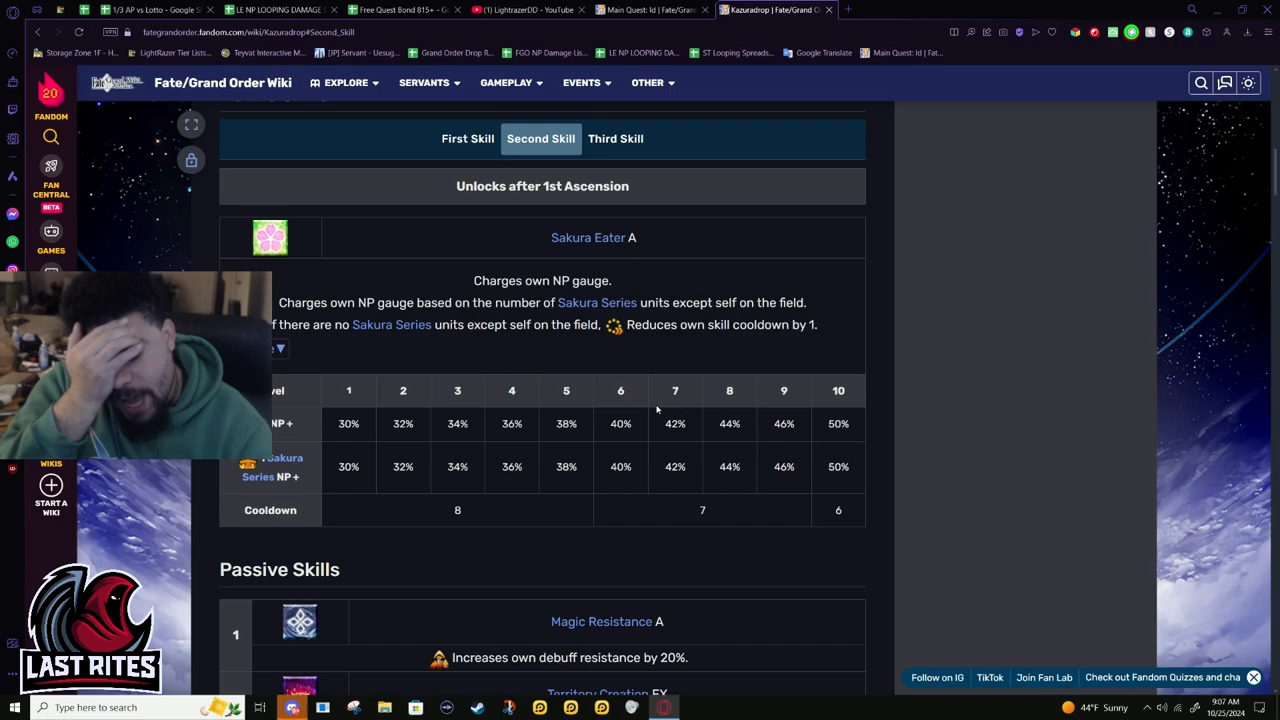 1/3 AP vs Lotto - Google S
LE NP LOOPING DAMAGE
Free Quest Bond 815+ - G
(1) LightrazerDD - YouTube
Main Quest: Id | Fate/Gran
Kazuradrop | Fate/Grand O
VPN
fategrandorder.fandom.com/wiki/Kazuradrop#Second_Skill
Storage Zone 1F - H...
LightRazer Tier List -...
Teyvat Interactive M...
[JP] Servant - Uesug...
Grand Order Drop R...
FGO NP Damage Lis...
LE NP LOOPING DA...
ST Looping Spreads...
Google Translate
Main Quest: Id | Fat...
20
FANDOM
Fate/Grand Order Wiki
EXPLORE
SERVANTS
GAMEPLAY
EVENTS
OTHER
FAN
CENTRAL
BETA
GAMES
WIKIS
START A
WIKI
First Skill
Second Skill
Third Skill
Unlocks after 1st Ascension
Sakura Eater A
Charges own NP gauge.
Charges own NP gauge based on the number of Sakura Series units except self on the field.
f there are no Sakura Series units except self on the field, Reduces own skill cooldown by 1.
1 2 3 4 5 6 7 8 9 10
NP + 30% 32% 34% 36% 38% 40% 42% 44% 46% 50%
Sakura
Series NP + 30% 32% 34% 36% 38% 40% 42% 44% 46% 50%
Cooldown 8 7 6
Passive Skills
1
Magic Resistance A
Increases own debuff resistance by 20%.
Territory Creation EX
LAST RITES
Follow on IG
TikTok
Join Fan Lab
Check out Fandom Quizzes and cha
Type here to search
44°F Sunny
9:07 AM
10/25/2024